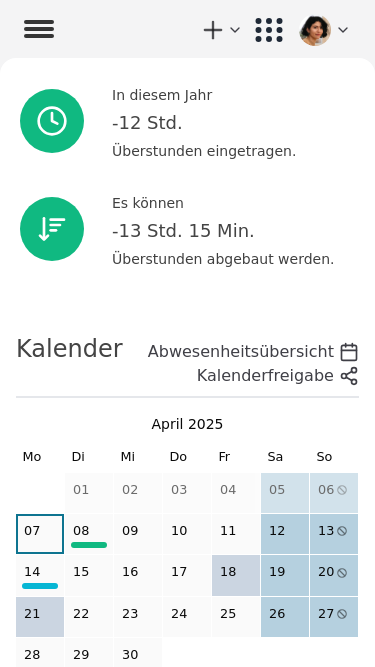 In diesem Jahr
-12 Std.
Überstunden eingetragen.
Es können
-13 Std. 15 Min.
Überstunden abgebaut werden.
Kalender
Abwesenheitsübersicht
Kalenderfreigabe
April 2025
Mo Di Mi Do Fr Sa So
01 02 03 04 05 06
07 08 09 10 11 12 13
14 15 16 17 18 19 20
21 22 23 24 25 26 27
28 29 30